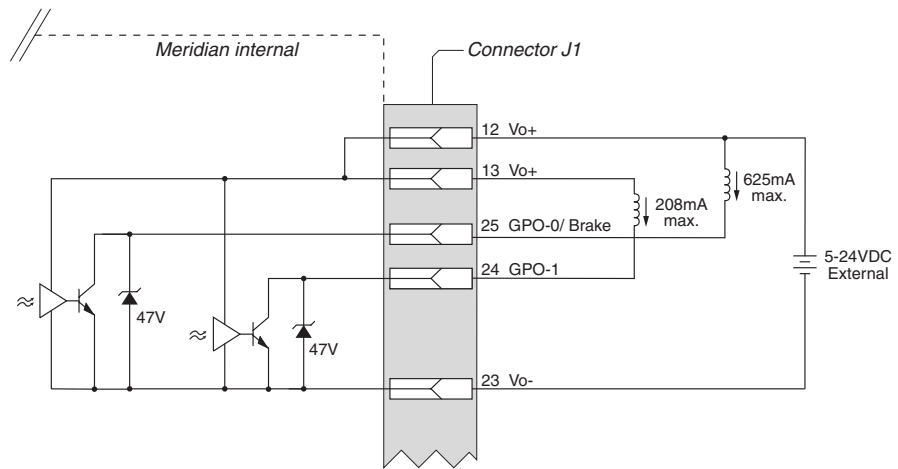 Meridian internal
Connector J1
12 Vo+
13 Vo+
625mA
max.
208mA
max.
25 GPO-0/ Brake
24 GPO-1
5-24VDC
External
47V
47V
23 Vo-